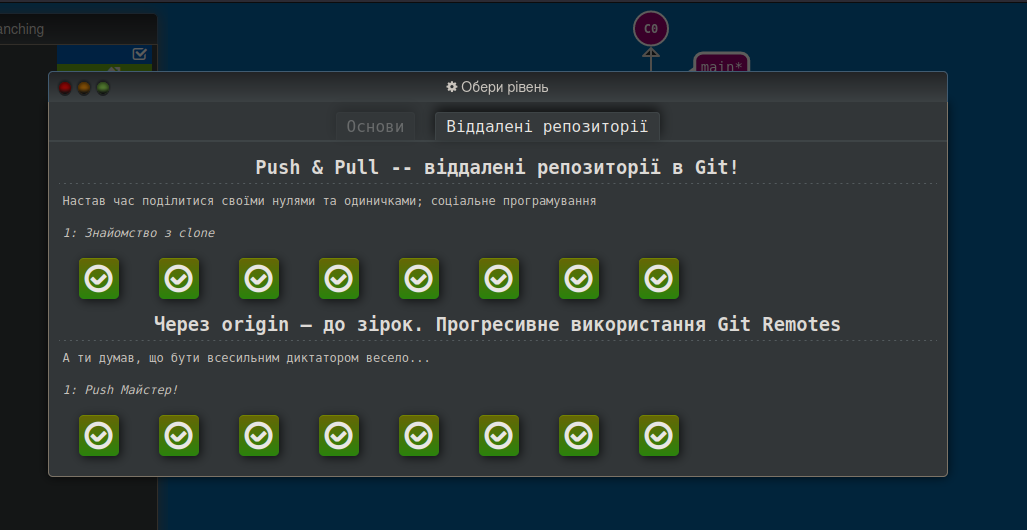 anching
C0
main*
Обери рівень
Основи
Віддалені репозиторії
Push & Pull -- віддалені репозиторії в Git!
Настав час поділитися своїми нулями та одиничками; соціальне програмування
1: Знайомство з clone
Через origin – до зірок. Прогресивне використання Git Remotes
А ти думав, що бути всесильним диктатором весело...
1: Push Майстер!